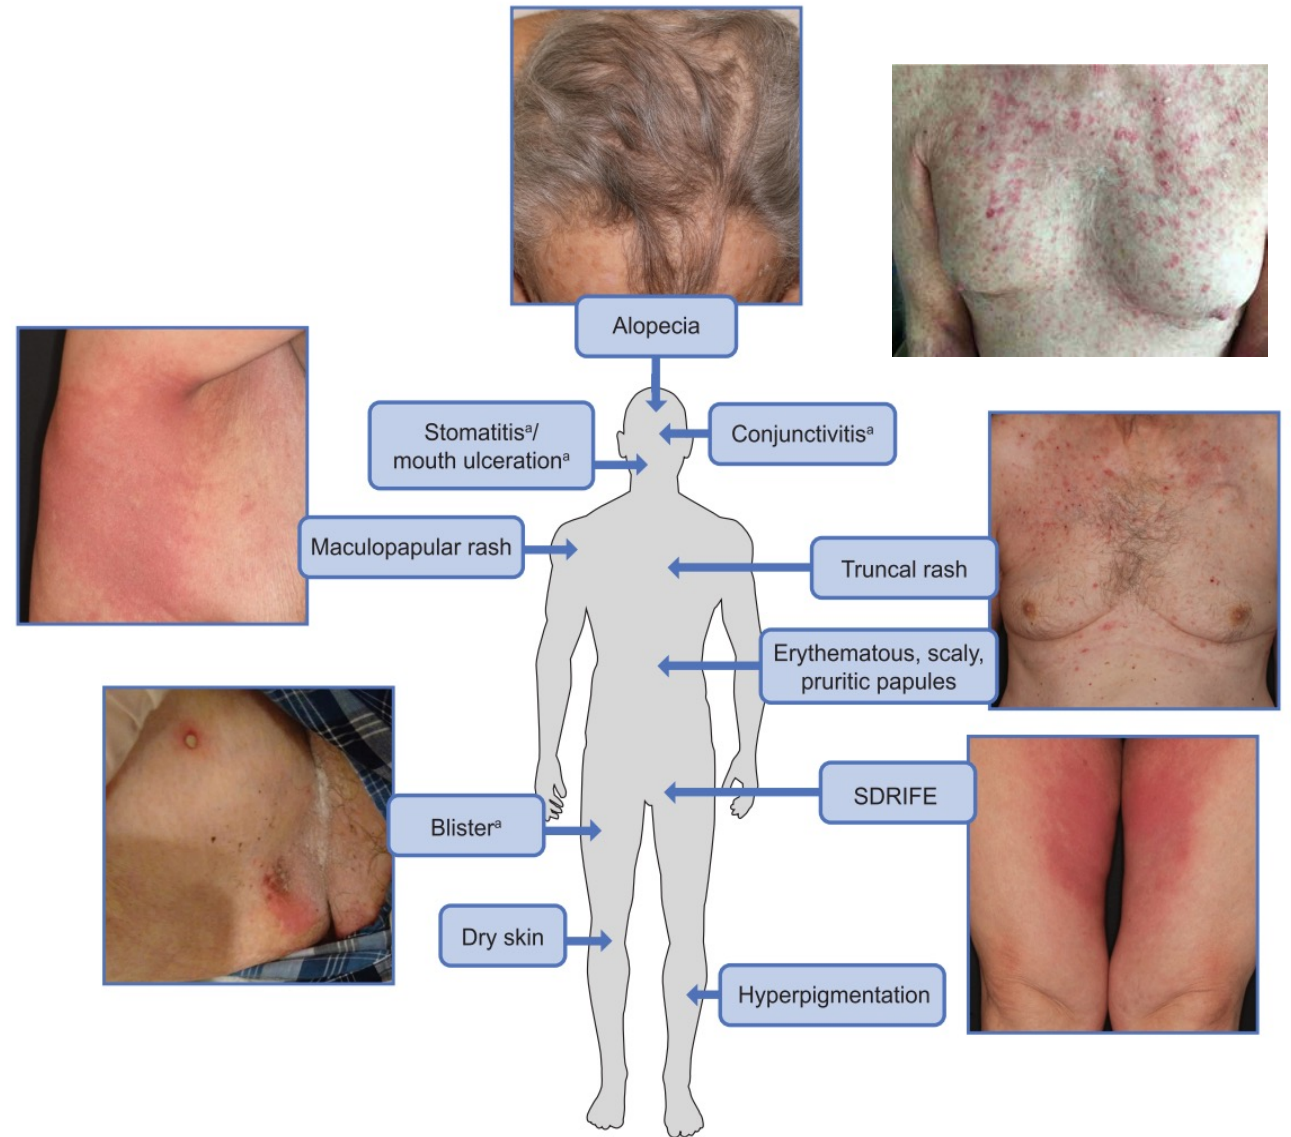 Alopecia
Stomatitisᵃ/
mouth ulcerationᵃ
Conjunctivitisᵃ
Maculopapular rash
Truncal rash
Erythematous, scaly,
pruritic papules
SDRIFE
Blisterᵃ
Dry skin
Hyperpigmentation